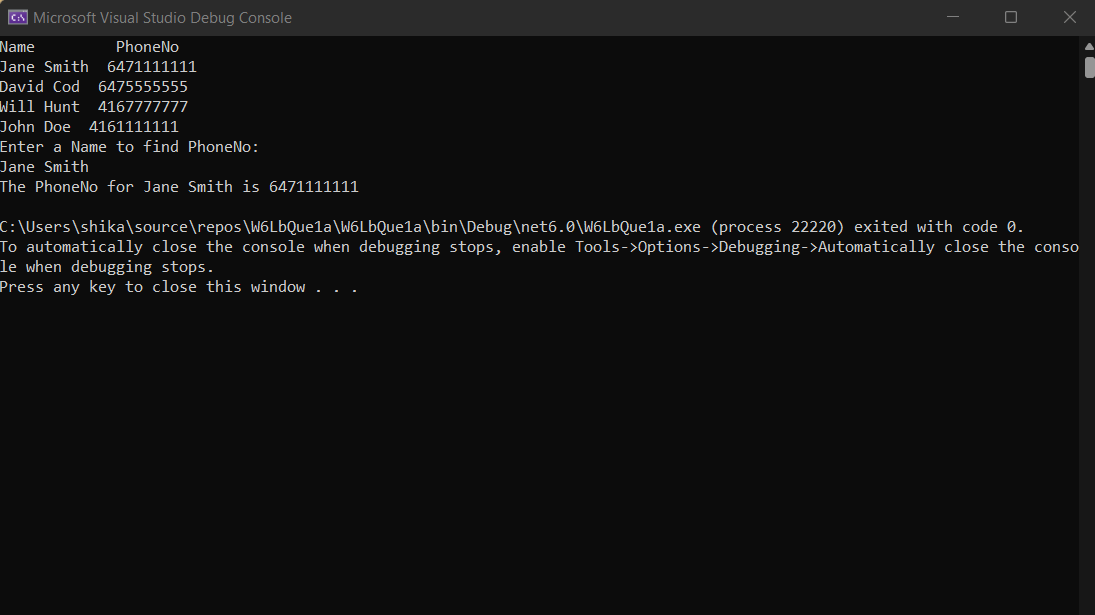 Microsoft Visual Studio Debug Console
Name         PhoneNo
Jane Smith  6471111111
David Cod  6475555555
Will Hunt  4167777777
John Doe  4161111111
Enter a Name to find PhoneNo:
Jane Smith
The PhoneNo for Jane Smith is 6471111111
C:\Users\shika\source\repos\W6LbQue1a\W6LbQue1a\bin\Debug\net6.0\W6LbQue1a.exe (process 22220) exited with code 0.
To automatically close the console when debugging stops, enable Tools->Options->Debugging->Automatically close the conso
le when debugging stops.
Press any key to close this window . . .